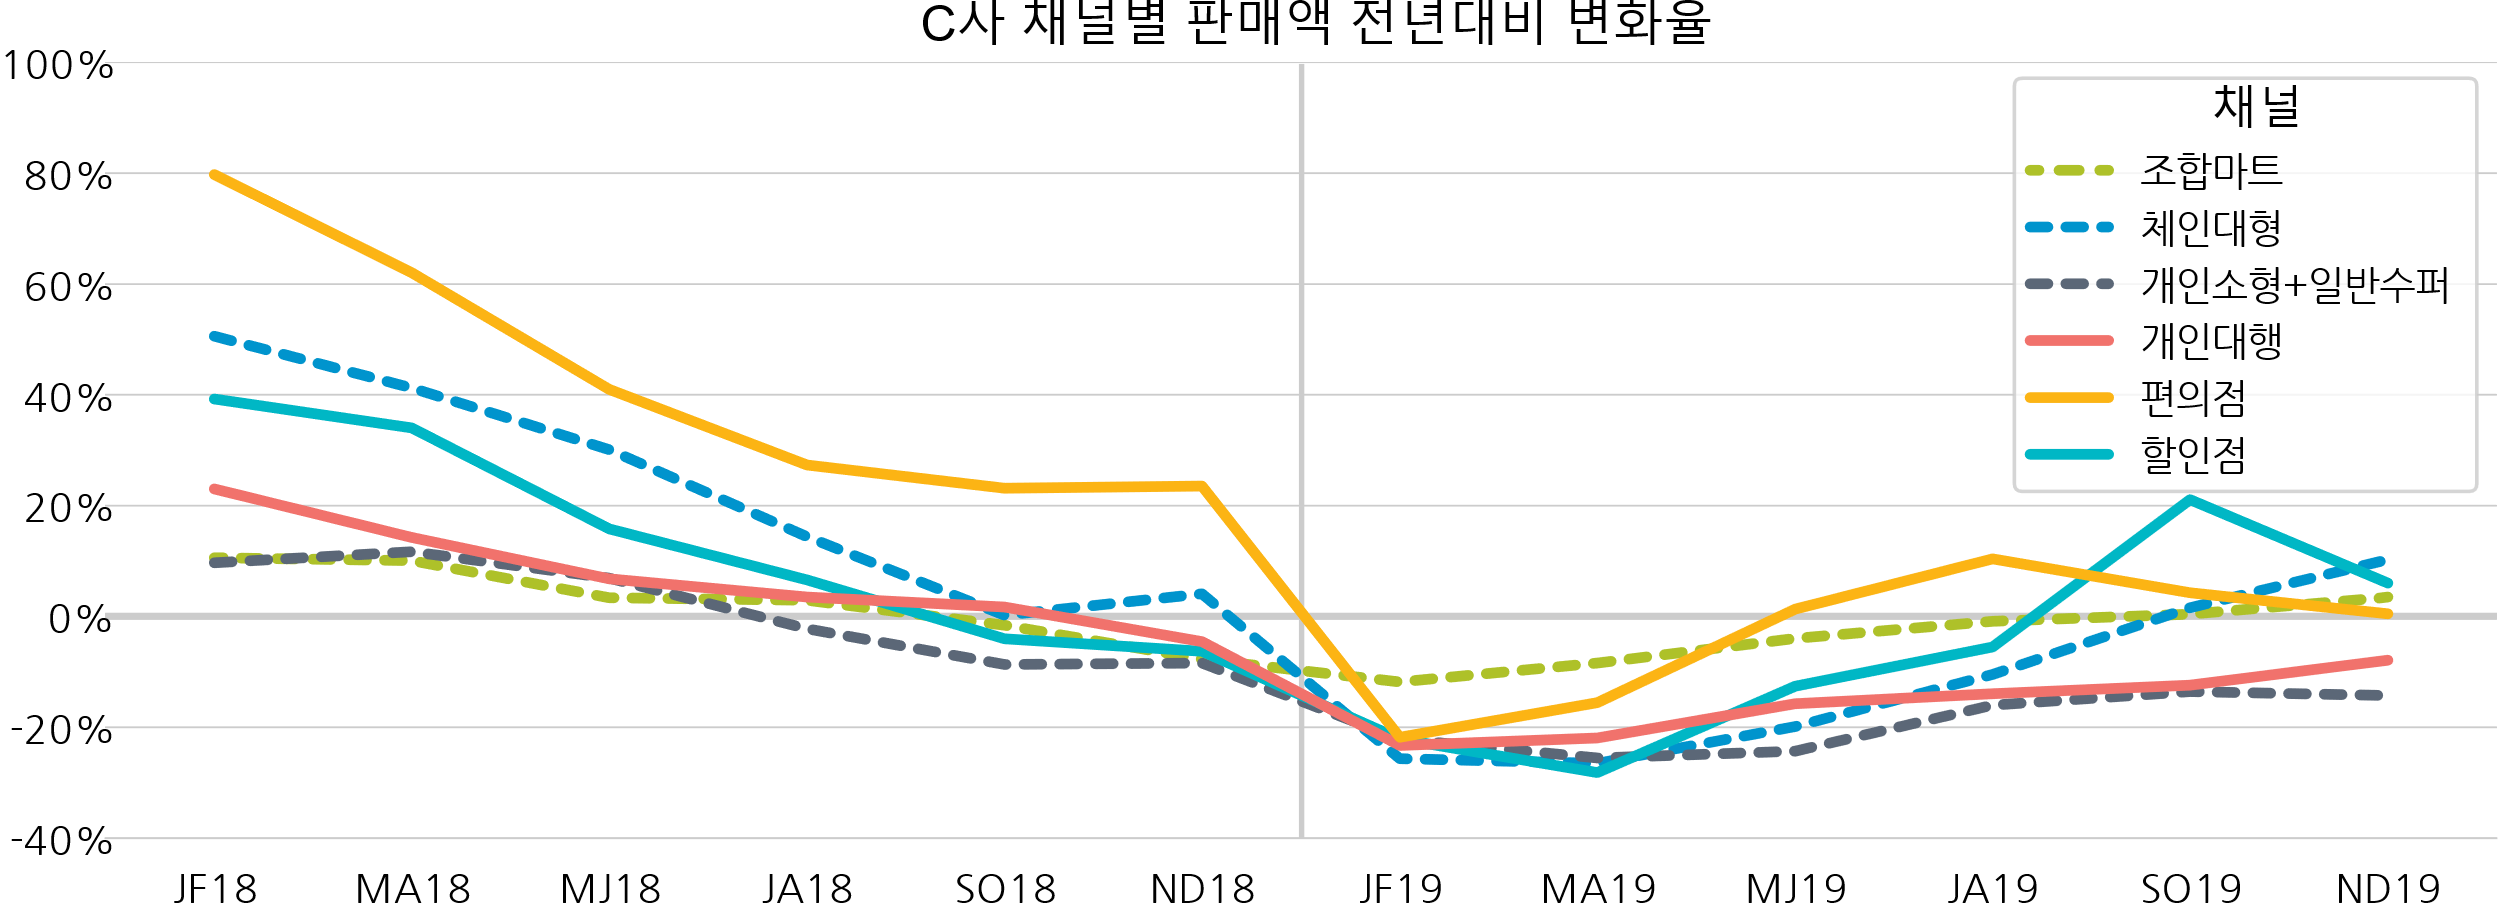 C사 채널별 판매액 전년대비 변화율
100%
80%
60%
40%
20%
0%
-20%
-40%
채널
조합마트
체인대형
개인소형+일반수퍼
개인대행
편의점
할인점
JF18 MA18 MJ18 JA18 SO18 ND18 JF19 MA19 MJ19 JA19 SO19 ND19